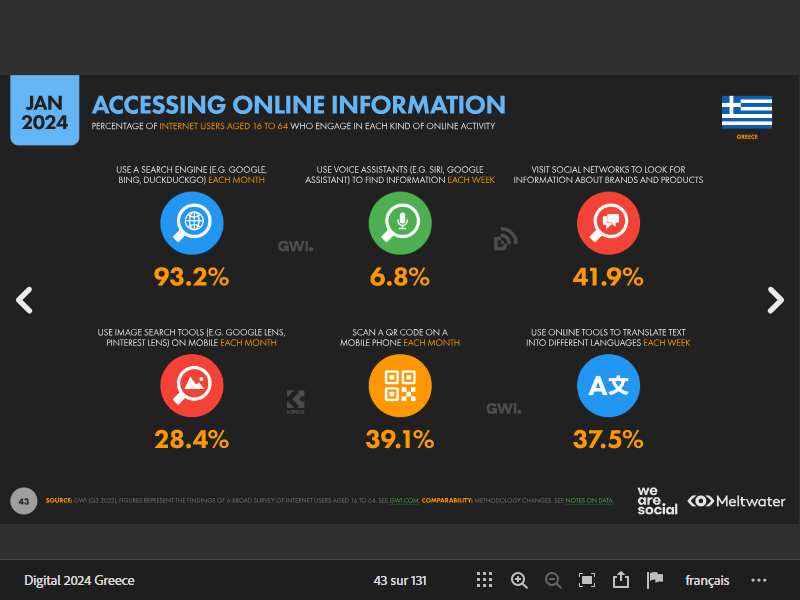 JAN
2024
ACCESSING ONLINE INFORMATION
PERCENTAGE OF INTERNET USERS AGED 16 TO 64 WHO ENGAGE IN EACH KIND OF ONLINE ACTIVITY
GREECE
USE A SEARCH ENGINE (E.G. GOOGLE,
BING, DUCKDUCKGO) EACH MONTH
93.2%
USE VOICE ASSISTANTS (E.G. SIRI, GOOGLE
ASSISTANT) TO FIND INFORMATION EACH WEEK
6.8%
VISIT SOCIAL NETWORKS TO LOOK FOR
INFORMATION ABOUT BRANDS AND PRODUCTS
41.9%
GWI.
USE IMAGE SEARCH TOOLS (E.G. GOOGLE LENS,
PINTEREST LENS) ON MOBILE EACH MONTH
28.4%
SCAN A QR CODE ON A
MOBILE PHONE EACH MONTH
39.1%
USE ONLINE TOOLS TO TRANSLATE TEXT
INTO DIFFERENT LANGUAGES EACH WEEK
A文
37.5%
KEPIOS
GWI.
43
SOURCE: GWI (Q3 2023). FIGURES REPRESENT THE FINDINGS OF A BROAD SURVEY OF INTERNET USERS AGED 16 TO 64. SEE GWI.COM. COMPARABILITY: METHODOLOGY CHANGES. SEE NOTES ON DATA.
we
are
social
Meltwater
Digital 2024 Greece
43 sur 131
français